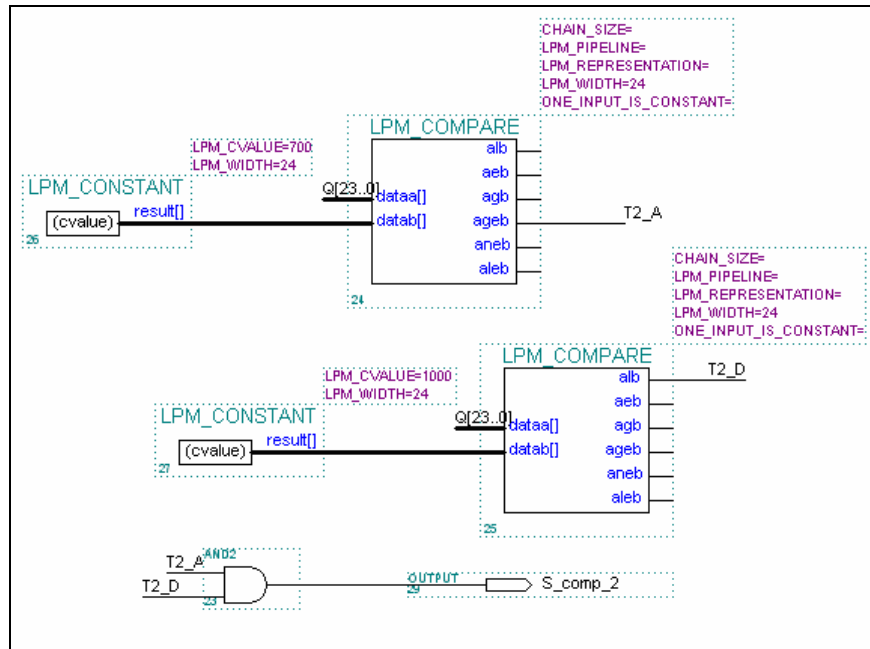 CHAIN_SIZE=
LPM_PIPELINE=
LPM_REPRESENTATION=
LPM_WIDTH=24
ONE_INPUT_IS_CONSTANT=
LPM_COMPARE
LPM_CVALUE=700
LPM_WIDTH=24
LPM_CONSTANT
(cvalue)
result[]
26
Q[23..0]
dataa[]
datab[]
alb
aeb
agb
ageb
aneb
aleb
24
T2_A
CHAIN_SIZE=
LPM_PIPELINE=
LPM_REPRESENTATION=
LPM_WIDTH=24
ONE_INPUT_IS_CONSTANT=
LPM_COMPARE
LPM_CVALUE=1000
LPM_WIDTH=24
LPM_CONSTANT
(cvalue)
result[]
27
Q[23..0]
dataa[]
datab[]
alb
aeb
agb
ageb
aneb
aleb
25
T2_D
T2_A
T2_D
AND2
23
OUTPUT
29
S_comp_2